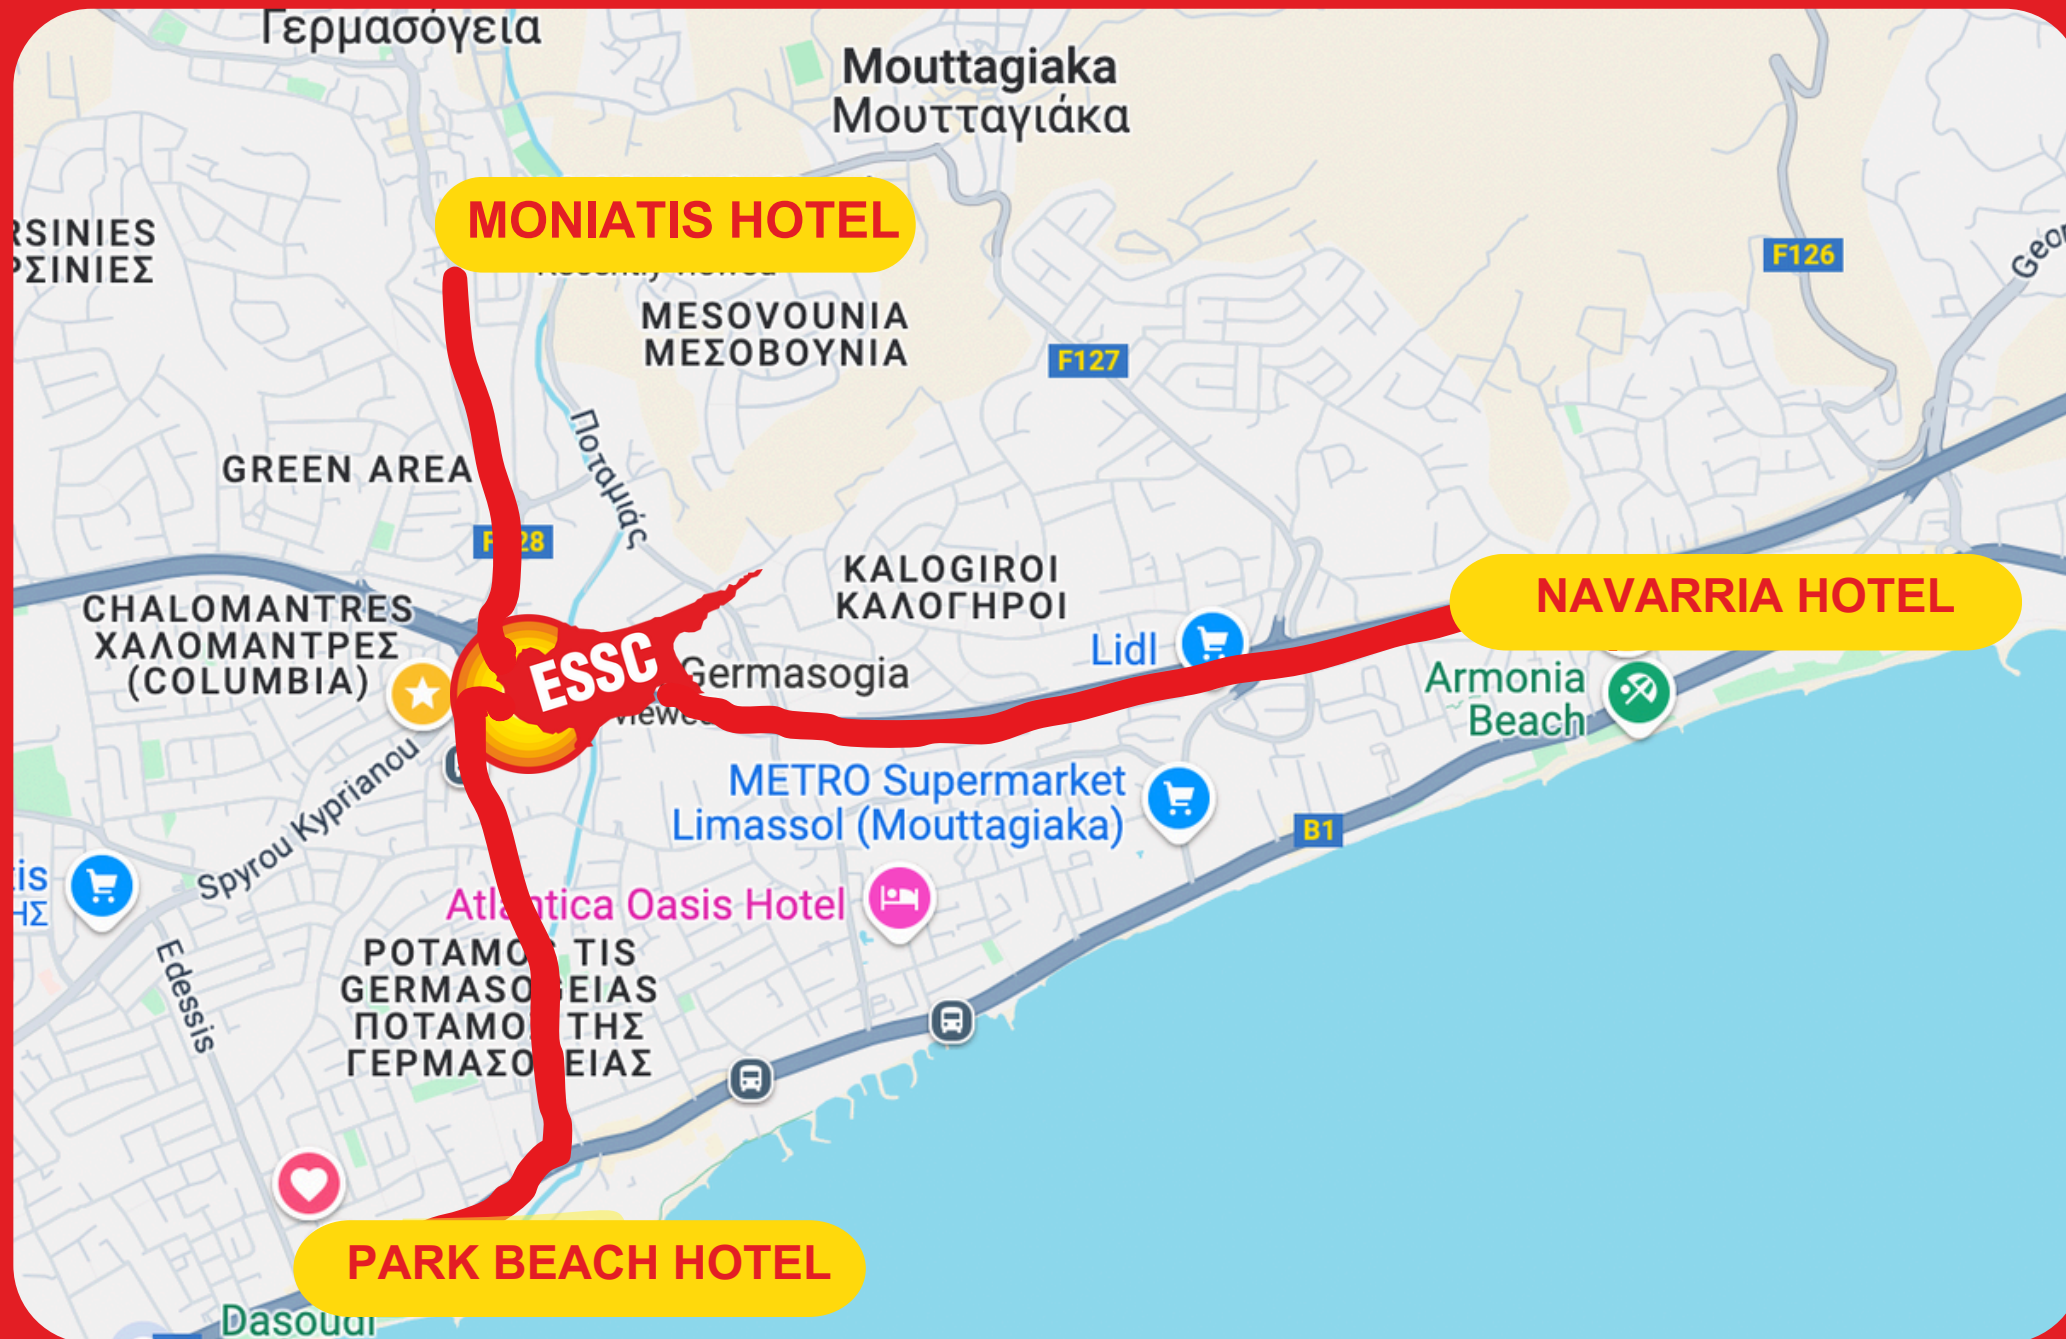 Γερμασόγεια
Mouttagiaka
Μουτταγιάκα
MONIATIS HOTEL
RSINIES
ΡΣΙΝΙΕΣ
F126
MESOVOUNIA
ΜΕΣΟΒΟΥΝΙΑ
F127
Ποταμιάς
GREEN AREA
KALOGIROI
ΚΑΛΟΓΗΡΟΙ
NAVARRIA HOTEL
CHALOMANTRES
ΧΑΛΟΜΑΝΤΡΕΣ
(COLUMBIA)
ESSC
Germasogia
Lidl
Armonia
Beach
Spyrou Kyprianou
METRO Supermarket
Limassol (Mouttagiaka)
B1
Atlantica Oasis Hotel
Edessis
POTAMOS TIS
GERMASOGEIAS
ΠΟΤΑΜΟΣ ΤΗΣ
ΓΕΡΜΑΣΟΓΕΙΑΣ
PARK BEACH HOTEL
Dasoudi